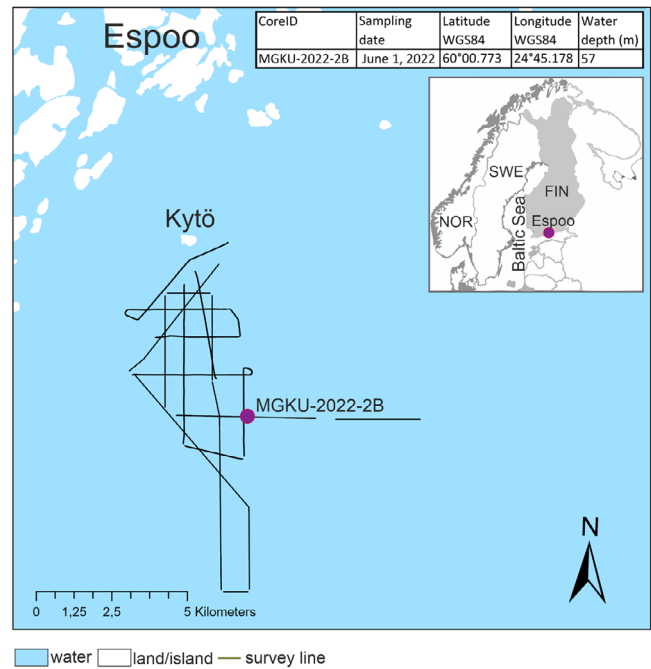 Espoo
CoreID Sampling date Latitude WGS84 Longitude WGS84 Water depth (m)
MGKU-2022-2B June 1, 2022 60°00.773 24°45.178 57
SWE
FIN
NOR
Espoo
Baltic Sea
Kytö
MGKU-2022-2B
N
0 1,25 2,5 5 Kilometers
water land/island survey line